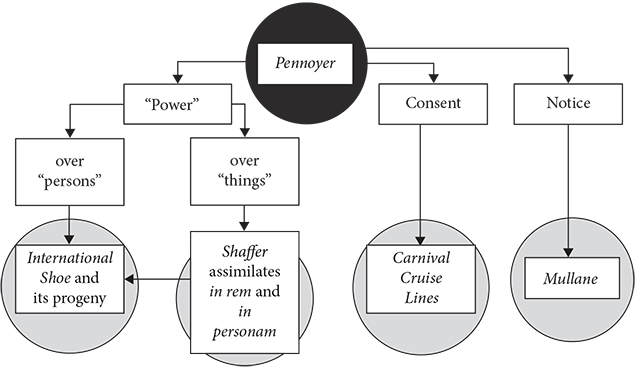 Pennoyer
“Power”
Consent
Notice
over
“persons”
over
“things”
International
Shoe and
its progeny
Shaffer
assimilates
in rem and
in
personam
Carnival
Cruise
Lines
Mullane